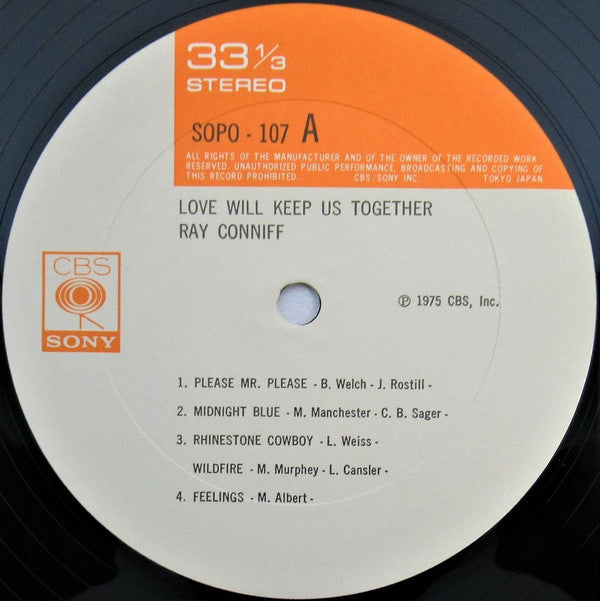 33 1/3
STEREO
SOPO - 107 A
ALL RIGHTS OF THE MANUFACTURER AND OF THE OWNER OF THE RECORDED WORK
RESERVED. UNAUTHORIZED PUBLIC PERFORMANCE, BROADCASTING AND COPYING OF
THIS RECORD PROHIBITED. CBS/SONY INC. TOKYO JAPAN
LOVE WILL KEEP US TOGETHER
RAY CONNIFF
CBS
SONY
℗ 1975 CBS, Inc.
1. PLEASE MR. PLEASE - B. Welch - J. Rostill -
2. MIDNIGHT BLUE - M. Manchester - C. B. Sager -
3. RHINESTONE COWBOY - L. Weiss -
WILDFIRE - M. Murphey - L. Cansler -
4. FEELINGS - M. Albert -